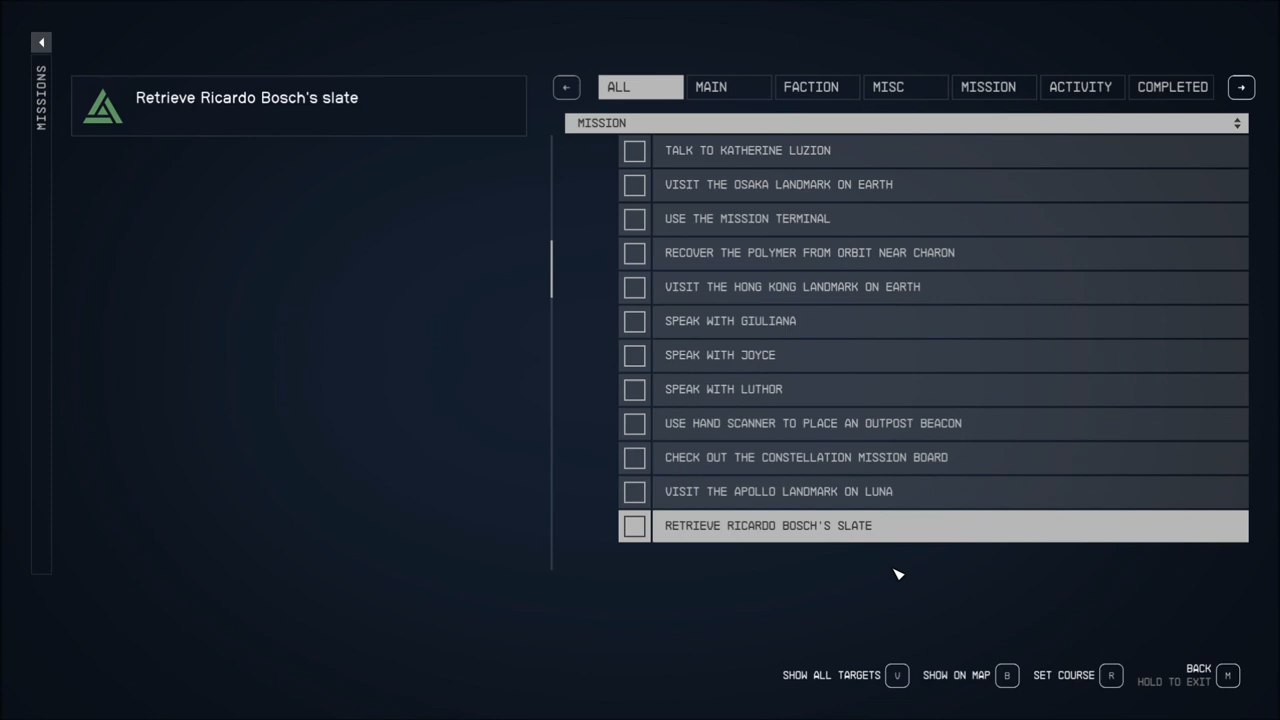 MISSIONS
Retrieve Ricardo Bosch's slate
ALL
MAIN
FACTION
MISC
MISSION
ACTIVITY
COMPLETED
MISSION
TALK TO KATHERINE LUZION
VISIT THE OSAKA LANDMARK ON EARTH
USE THE MISSION TERMINAL
RECOVER THE POLYMER FROM ORBIT NEAR CHARON
VISIT THE HONG KONG LANDMARK ON EARTH
SPEAK WITH GIULIANA
SPEAK WITH JOYCE
SPEAK WITH LUTHOR
USE HAND SCANNER TO PLACE AN OUTPOST BEACON
CHECK OUT THE CONSTELLATION MISSION BOARD
VISIT THE APOLLO LANDMARK ON LUNA
RETRIEVE RICARDO BOSCH'S SLATE
SHOW ALL TARGETS V
SHOW ON MAP B
SET COURSE R
BACK M
HOLD TO EXIT